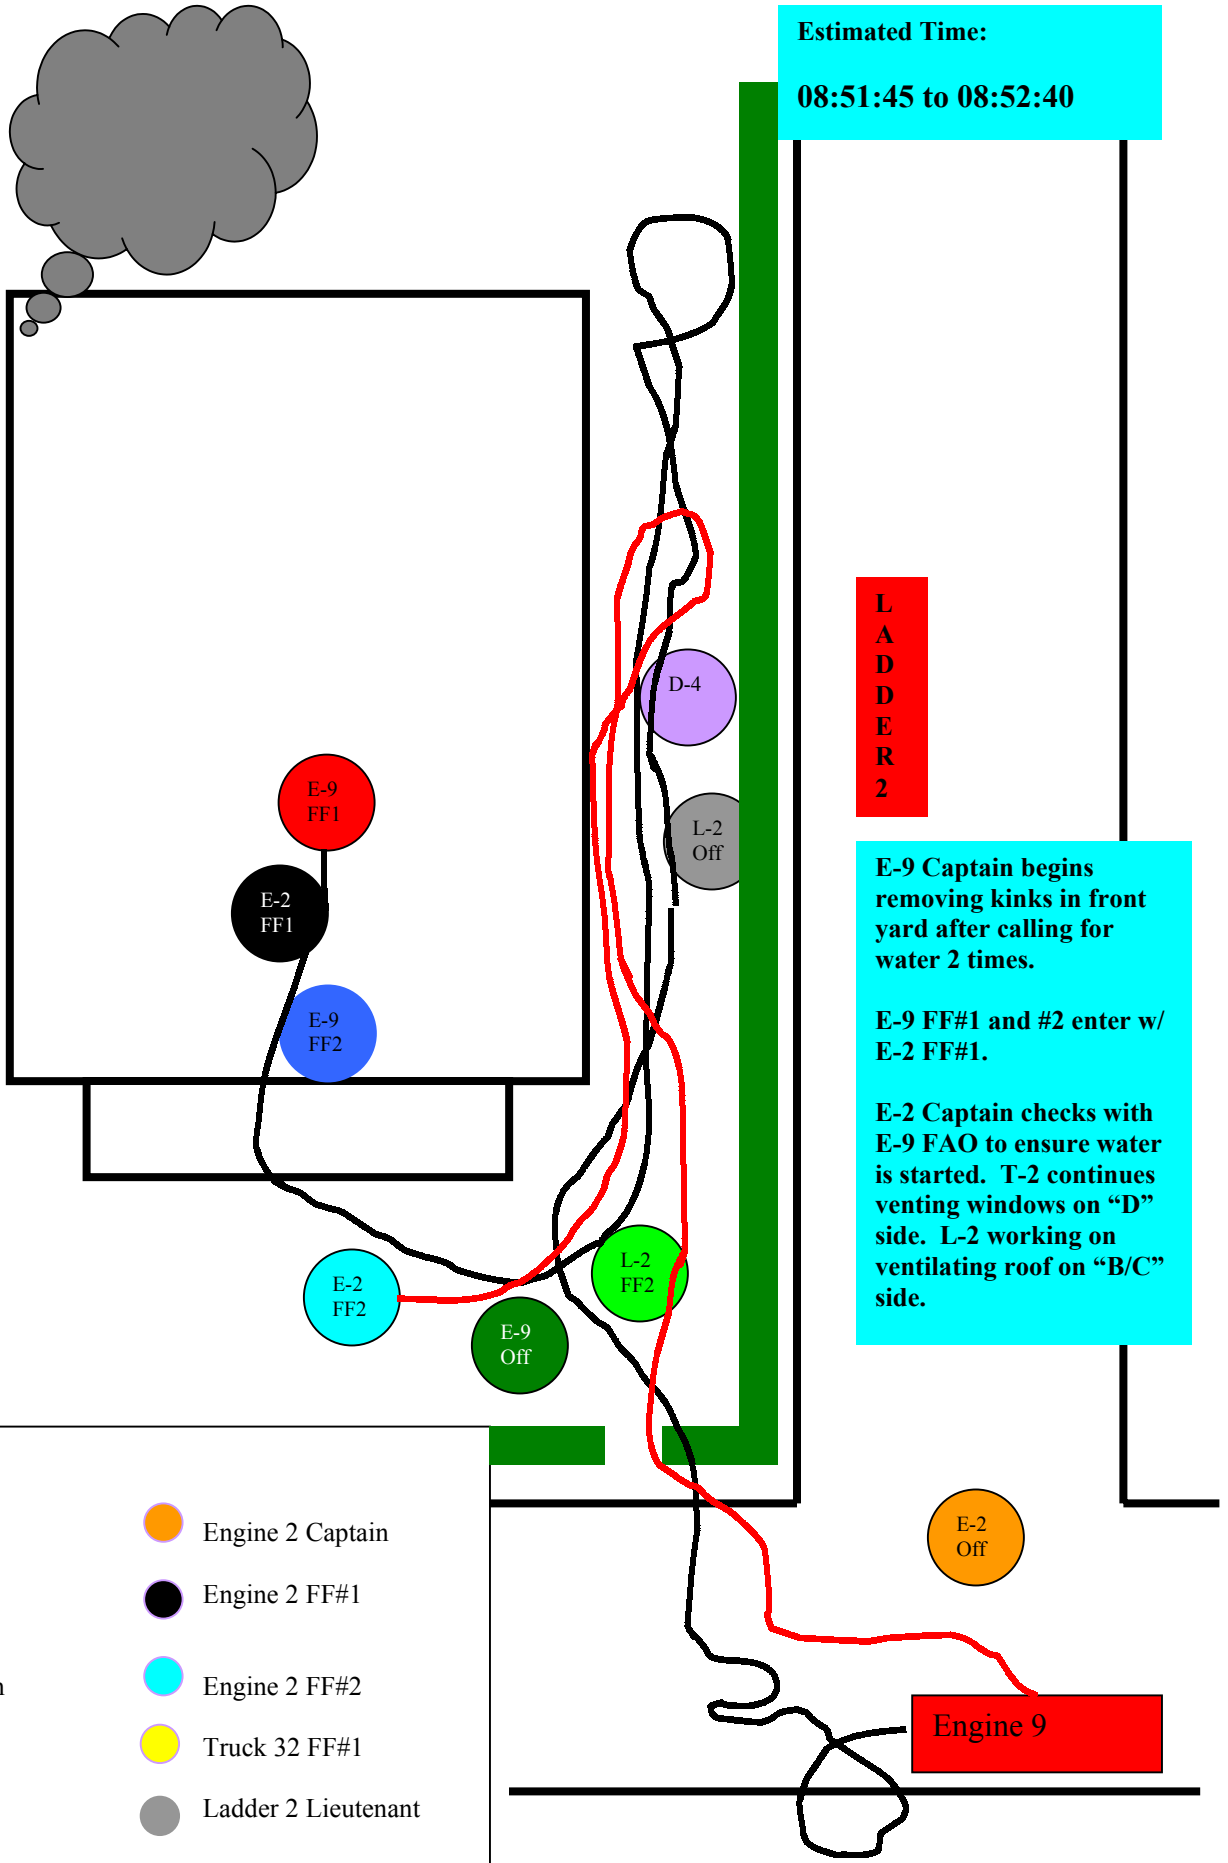 Estimated Time:
08:51:45 to 08:52:40
D-4
L
A
D
D
E
R
2
E-9
FF1
L-2
Off
E-2
FF1
E-9 Captain begins
removing kinks in front
yard after calling for
water 2 times.
E-9 FF#1 and #2 enter w/
E-2 FF#1.
E-2 Captain checks with
E-9 FAO to ensure water
is started. T-2 continues
venting windows on “D”
side. L-2 working on
ventilating roof on “B/C”
side.
E-9
FF2
E-2
FF2
L-2
FF2
E-9
Off
E-2
Off
Engine 2 Captain
Engine 2 FF#1
n
Engine 2 FF#2
Truck 32 FF#1
Ladder 2 Lieutenant
Engine 9